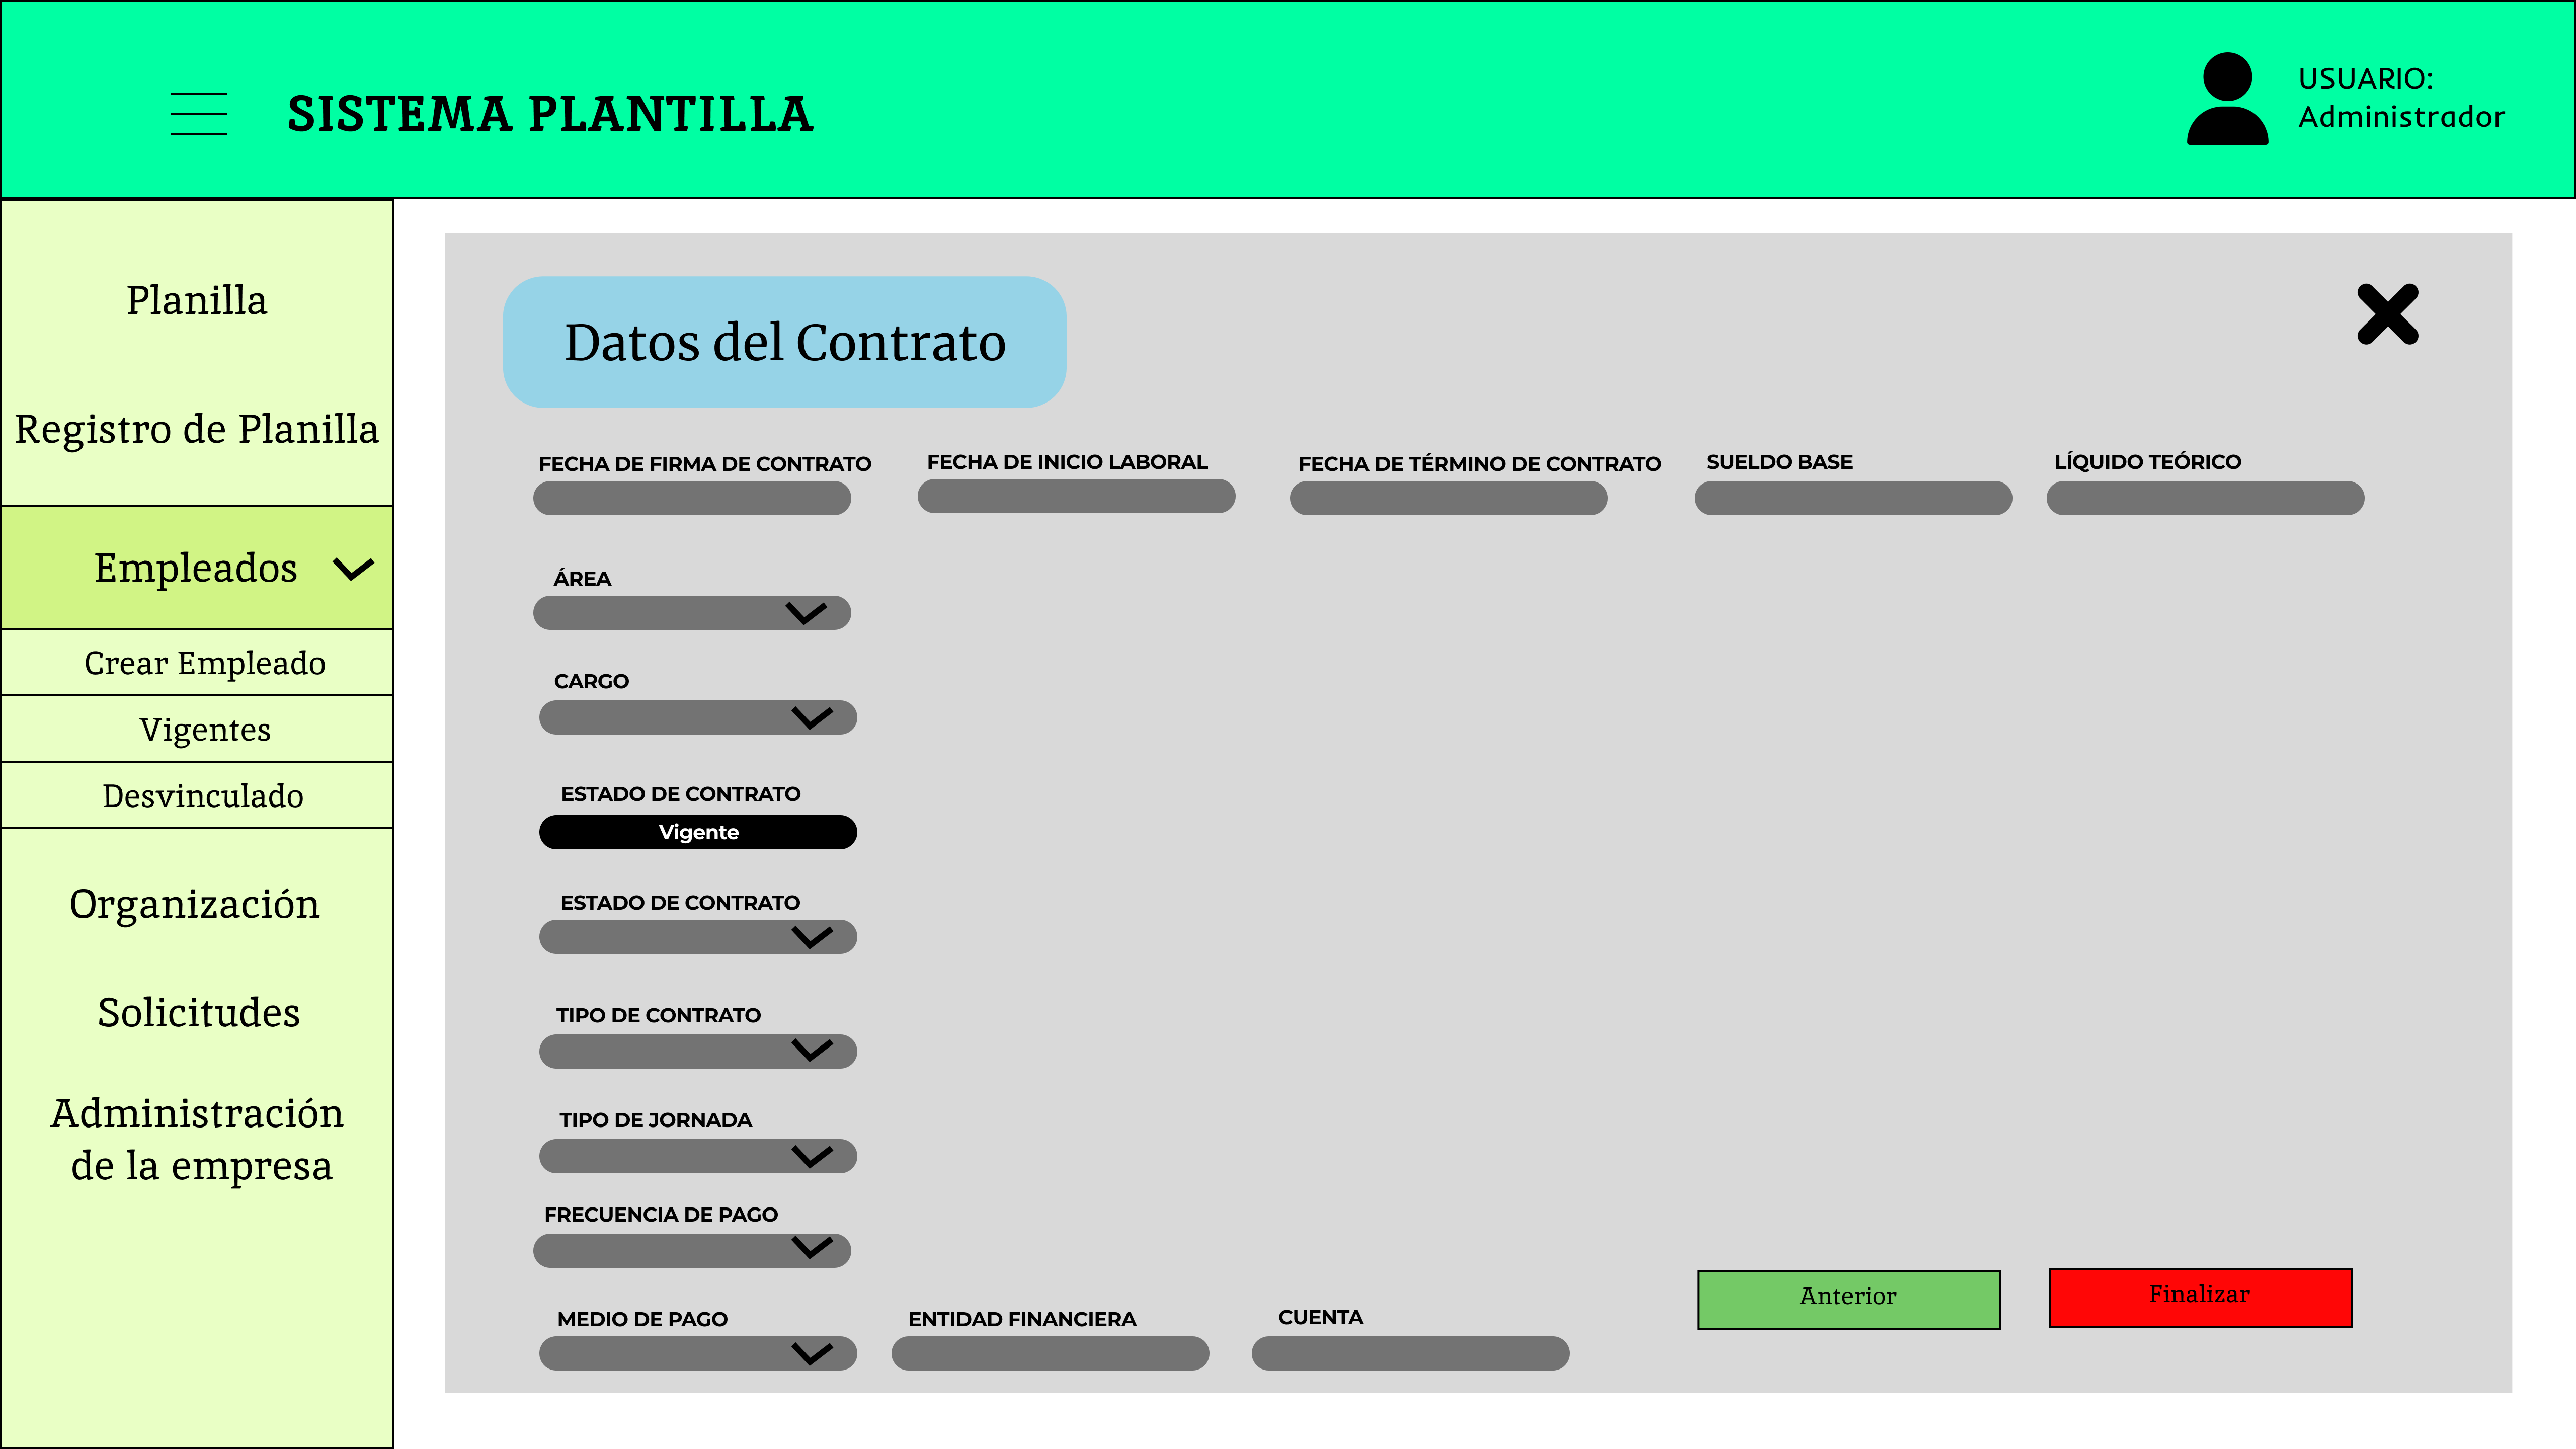 SISTEMA PLANTILLA
USUARIO:
Administrador
Planilla
Registro de Planilla
Empleados
Crear Empleado
Vigentes
Desvinculado
Organización
Solicitudes
Administración
de la empresa
Datos del Contrato
FECHA DE FIRMA DE CONTRATO
FECHA DE INICIO LABORAL
FECHA DE TÉRMINO DE CONTRATO
SUELDO BASE
LÍQUIDO TEÓRICO
ÁREA
CARGO
ESTADO DE CONTRATO
Vigente
ESTADO DE CONTRATO
TIPO DE CONTRATO
TIPO DE JORNADA
FRECUENCIA DE PAGO
MEDIO DE PAGO
ENTIDAD FINANCIERA
CUENTA
Anterior
Finalizar